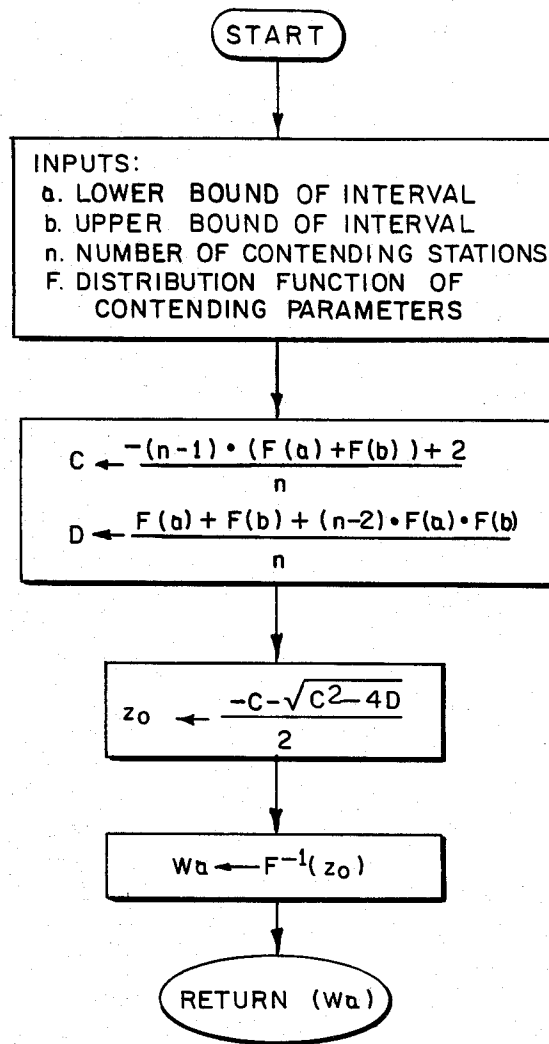 START
INPUTS:
a. LOWER BOUND OF INTERVAL
b. UPPER BOUND OF INTERVAL
n. NUMBER OF CONTENDING STATIONS
F. DISTRIBUTION FUNCTION OF
CONTENDING PARAMETERS
C ← (-(n-1)•(F(a)+F(b))+2)/n
D ← (F(a)+F(b)+(n-2)•F(a)•F(b))/n
z₀ ← (-C-√(C²-4D))/2
Wa ← F⁻¹(z₀)
RETURN (Wa)